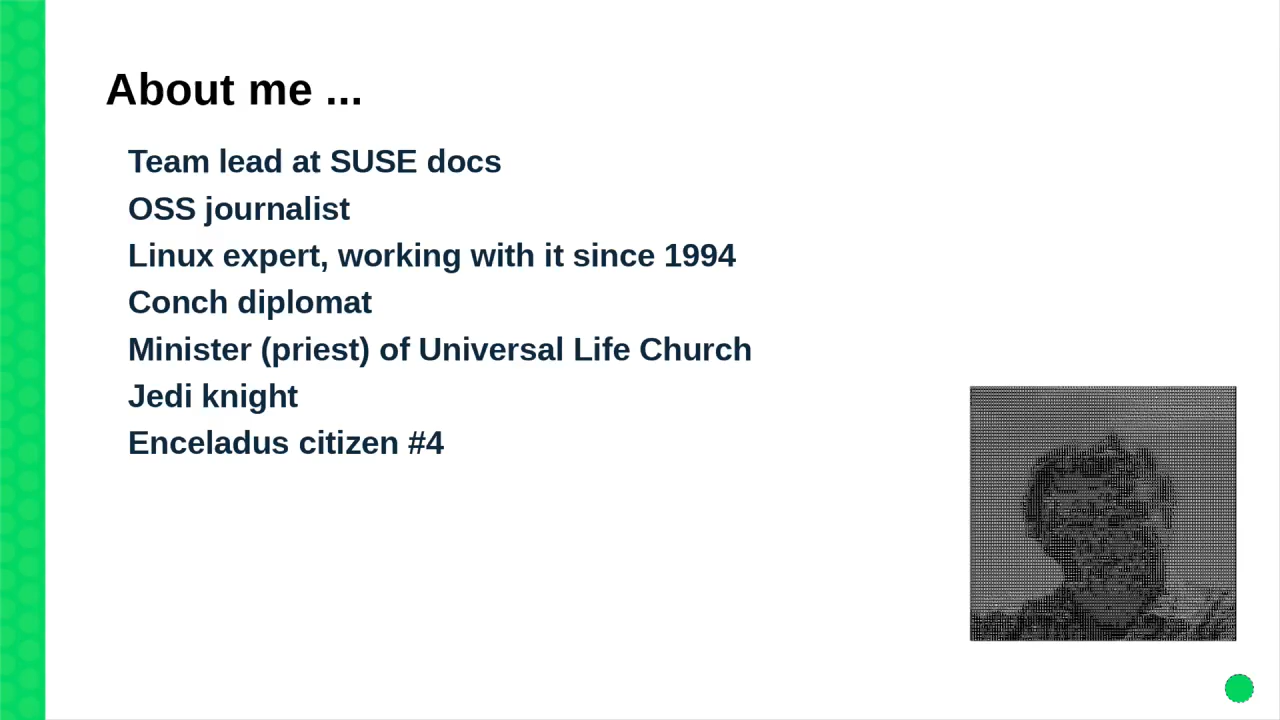 About me ...
Team lead at SUSE docs
OSS journalist
Linux expert, working with it since 1994
Conch diplomat
Minister (priest) of Universal Life Church
Jedi knight
Enceladus citizen #4